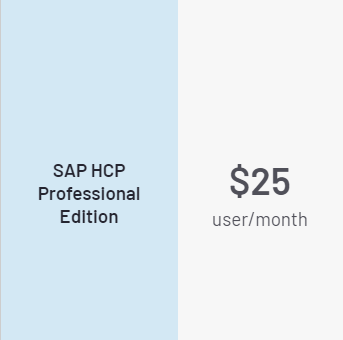 SAP HCP
Professional
Edition
$25
user/month